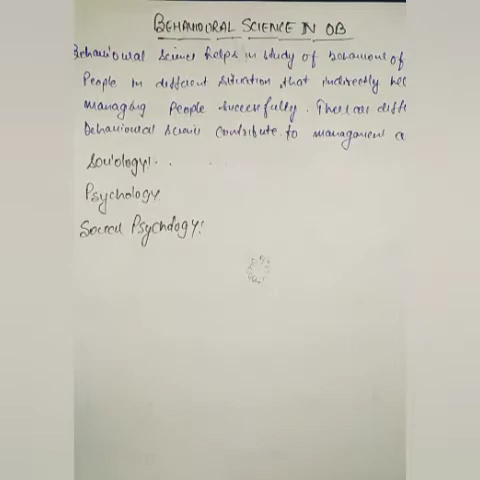 BEHAVIOURAL SCIENCE IN OB
Behavioural science helps in study of behaviour of
People in different situation, that indirectly hel
managing People successfully. There are diff
Behavioural science contribute to management a
Sociology:
Psychology
Social Psychology: